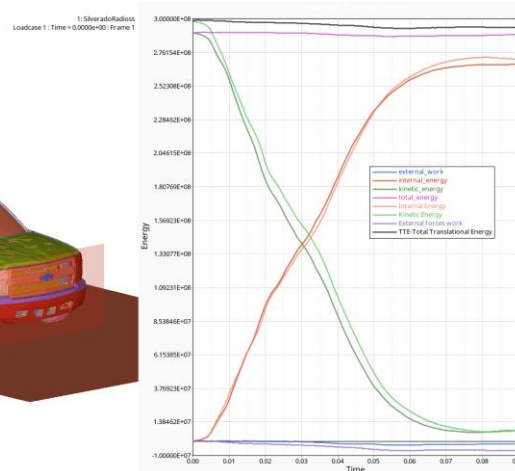 1: SilveradoRadioss
Loadcase 1 : Time = 0.0000e+00 : Frame 1
3.00000E+08
2.76154E+08
2.52308E+08
2.28462E+08
2.04615E+08
1.80769E+08
1.56923E+08
1.33077E+08
1.09231E+08
8.53846E+07
6.15385E+07
3.76923E+07
1.38462E+07
-1.00000E+07
Energy
external_work
internal_energy
kinetic_energy
total_energy
Internal Energy
Kinetic Energy
External forces work
TTE-Total Translational Energy
0.00 0.01 0.02 0.03 0.04 0.05 0.06 0.07 0.08
Time